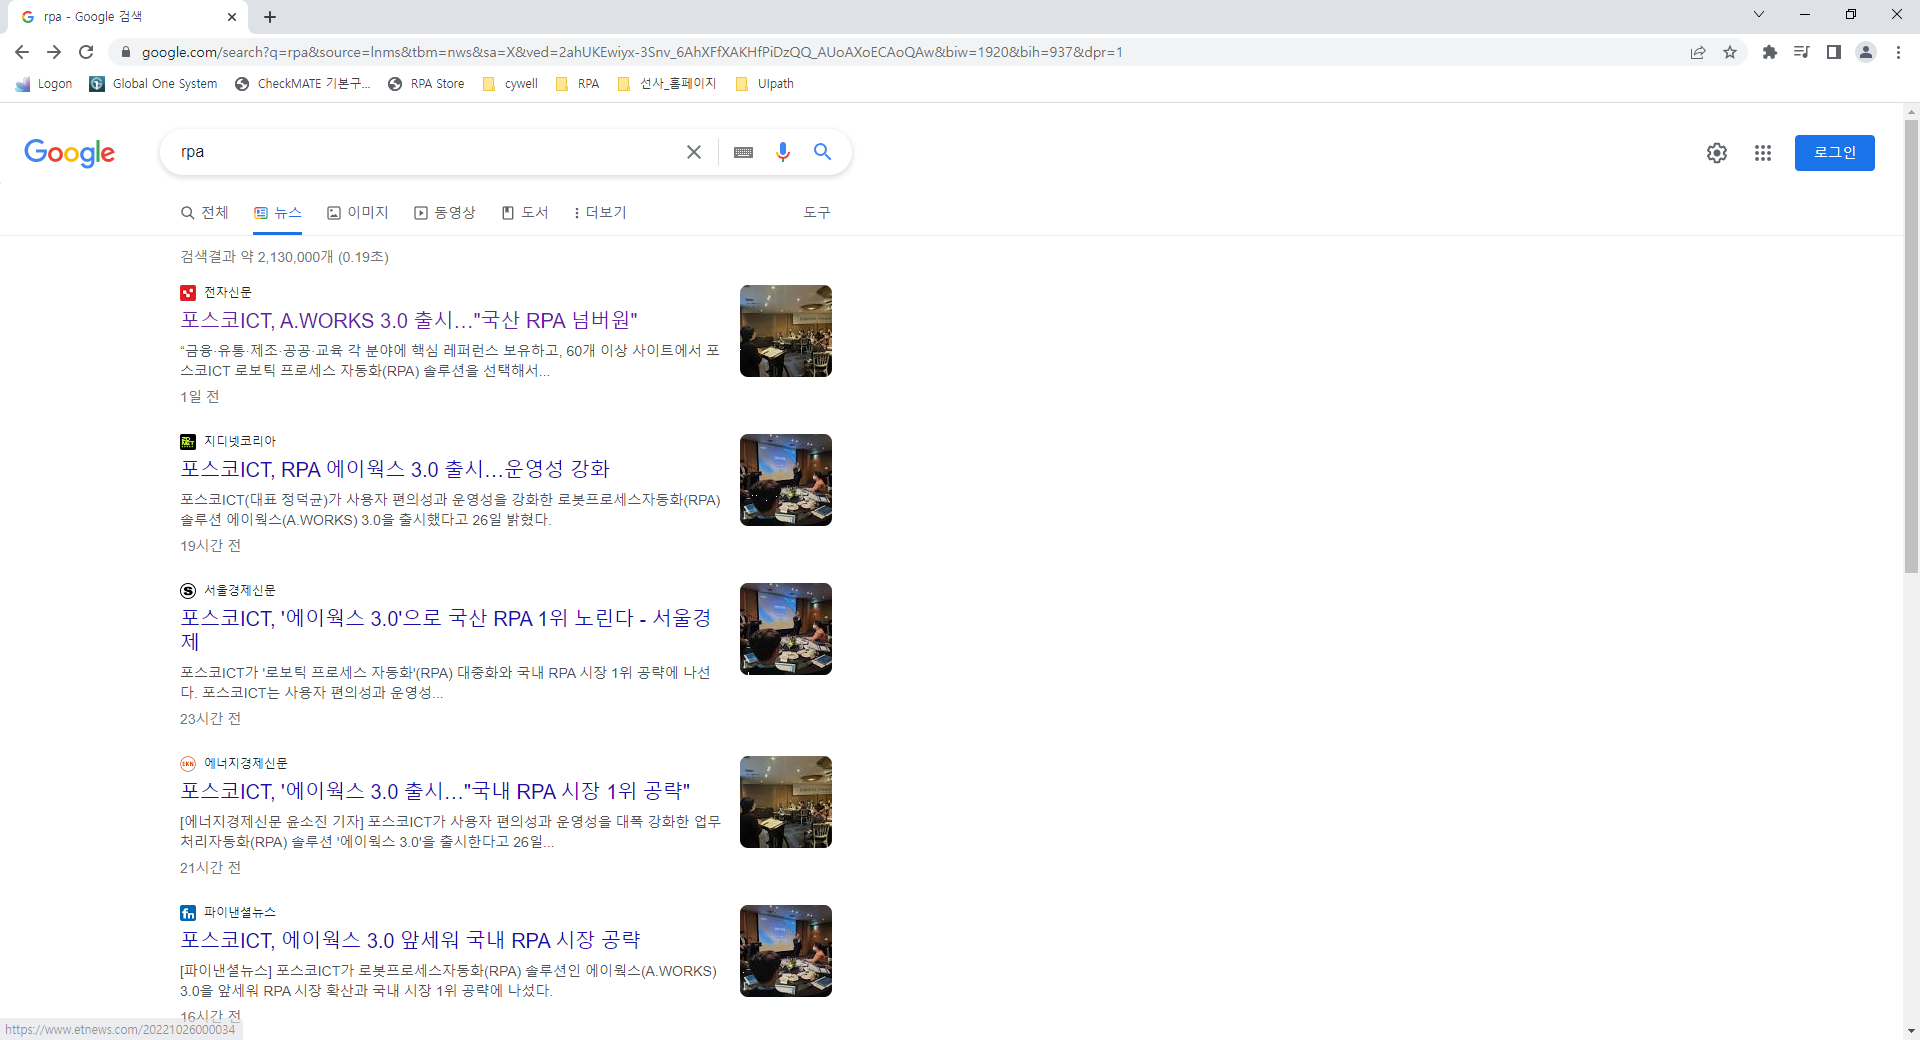 rpa - Google 검색
google.com/search?q=rpa&source=lnms&tbm=nws&sa=X&ved=2ahUKEwiyx-3Snv_6AhXFfXAKHfPiDzQQ_AUoAXoECAoQAw&biw=1920&bih=937&dpr=1
Logon Global One System CheckMATE 기본구... RPA Store cywell RPA 선사_홈페이지 UIpath
Google rpa 로그인
전체 뉴스 이미지 동영상 도서 더보기 도구
검색결과 약 2,130,000개 (0.19초)
전자신문
포스코ICT, A.WORKS 3.0 출시…"국산 RPA 넘버원"
“금융·유통·제조·공공·교육 각 분야에 핵심 레퍼런스 보유하고, 60개 이상 사이트에서 포
스코ICT 로보틱 프로세스 자동화(RPA) 솔루션을 선택해서...
1일 전
지디넷코리아
포스코ICT, RPA 에이웍스 3.0 출시…운영성 강화
포스코ICT(대표 정덕균)가 사용자 편의성과 운영성을 강화한 로봇프로세스자동화(RPA)
솔루션 에이웍스(A.WORKS) 3.0을 출시했다고 26일 밝혔다.
19시간 전
서울경제신문
포스코ICT, '에이웍스 3.0'으로 국산 RPA 1위 노린다 - 서울경
제
포스코ICT가 '로보틱 프로세스 자동화'(RPA) 대중화와 국내 RPA 시장 1위 공략에 나선
다. 포스코ICT는 사용자 편의성과 운영성...
23시간 전
EKN 에너지경제신문
포스코ICT, '에이웍스 3.0 출시…"국내 RPA 시장 1위 공략"
[에너지경제신문 윤소진 기자] 포스코ICT가 사용자 편의성과 운영성을 대폭 강화한 업무
처리자동화(RPA) 솔루션 '에이웍스 3.0'을 출시한다고 26일...
21시간 전
fn 파이낸셜뉴스
포스코ICT, 에이웍스 3.0 앞세워 국내 RPA 시장 공략
[파이낸셜뉴스] 포스코ICT가 로봇프로세스자동화(RPA) 솔루션인 에이웍스(A.WORKS)
3.0을 앞세워 RPA 시장 확산과 국내 시장 1위 공략에 나섰다.
16시간 전
https://www.etnews.com/20221026000034